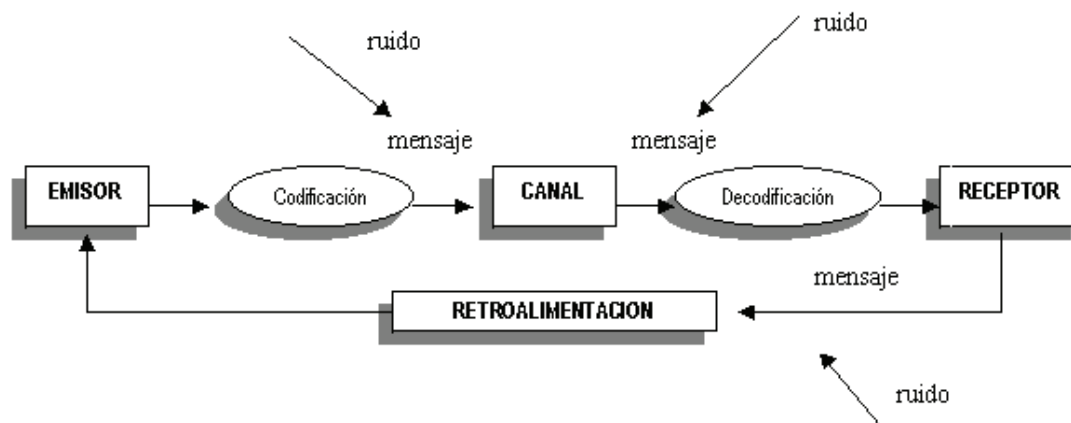 ruido
ruido
mensaje
mensaje
EMISOR
Codificación
CANAL
Decodificación
RECEPTOR
mensaje
RETROALIMENTACION
ruido